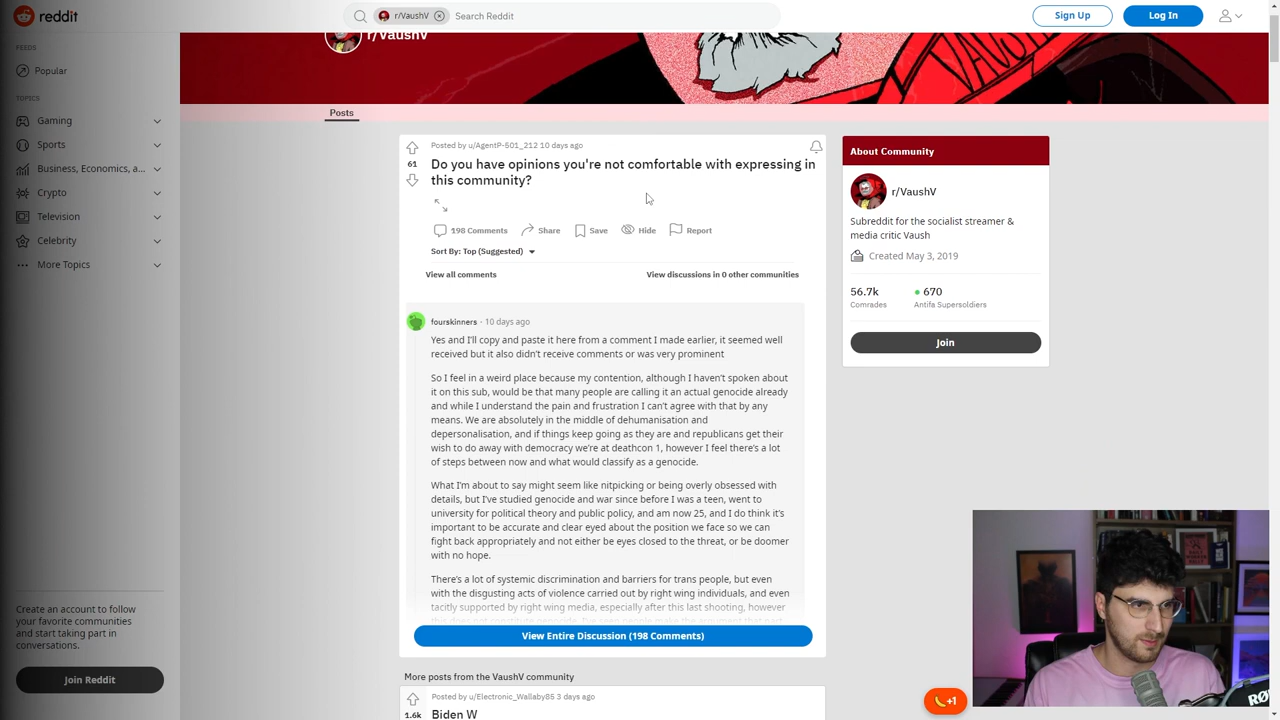 reddit
r/VaushV
Search Reddit
Sign Up
Log In
FEEDS
Popular
TOPICS
Gaming
Sports
Business, Economics, a...
Crypto
Television
Celebrity
More Topics
Create an account to follow
your favorite communities
and start taking part in
conversations.
Join Reddit
r/VaushV
Posts
61
Posted by u/AgentP-501_212 10 days ago
Do you have opinions you're not comfortable with expressing in
this community?
198 Comments
Share
Save
Hide
Report
Sort By: Top (Suggested)
View all comments
View discussions in 0 other communities
fourskinners · 10 days ago
Yes and I'll copy and paste it here from a comment I made earlier, it seemed well
received but it also didn't receive comments or was very prominent
So I feel in a weird place because my contention, although I haven't spoken about
it on this sub, would be that many people are calling it an actual genocide already
and while I understand the pain and frustration I can't agree with that by any
means. We are absolutely in the middle of dehumanisation and
depersonalisation, and if things keep going as they are and republicans get their
wish to do away with democracy we're at deathcon 1, however I feel there's a lot
of steps between now and what would classify as a genocide.
What I'm about to say might seem like nitpicking or being overly obsessed with
details, but I've studied genocide and war since before I was a teen, went to
university for political theory and public policy, and am now 25, and I do think it's
important to be accurate and clear eyed about the position we face so we can
fight back appropriately and not either be eyes closed to the threat, or be doomer
with no hope.
There's a lot of systemic discrimination and barriers for trans people, but even
with the disgusting acts of violence carried out by right wing individuals, and even
tacitly supported by right wing media, especially after this last shooting, however
View Entire Discussion (198 Comments)
More posts from the VaushV community
Posted by u/Electronic_Wallaby85 3 days ago
1.6k
Biden W
About Community
r/VaushV
Subreddit for the socialist streamer &
media critic Vaush
Created May 3, 2019
56.7k
Comrades
670
Antifa Supersoldiers
Join
+1